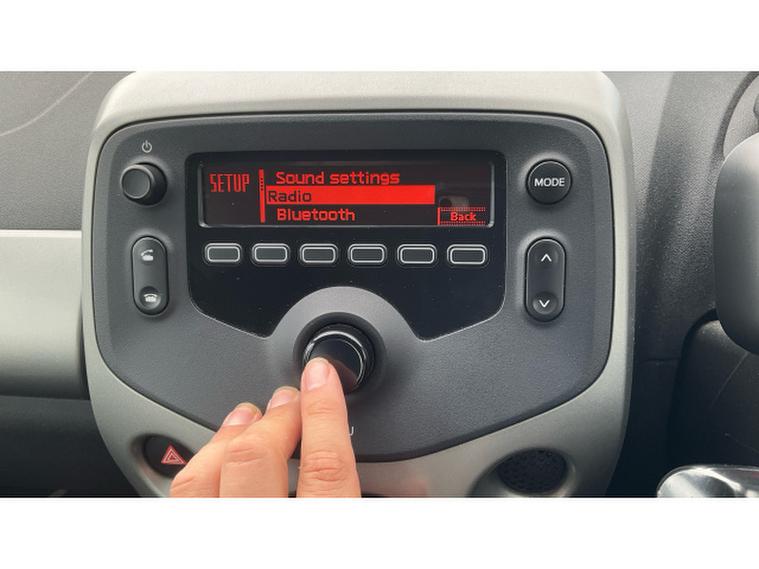 SETUP
Sound settings
Radio
Bluetooth
Back
MODE